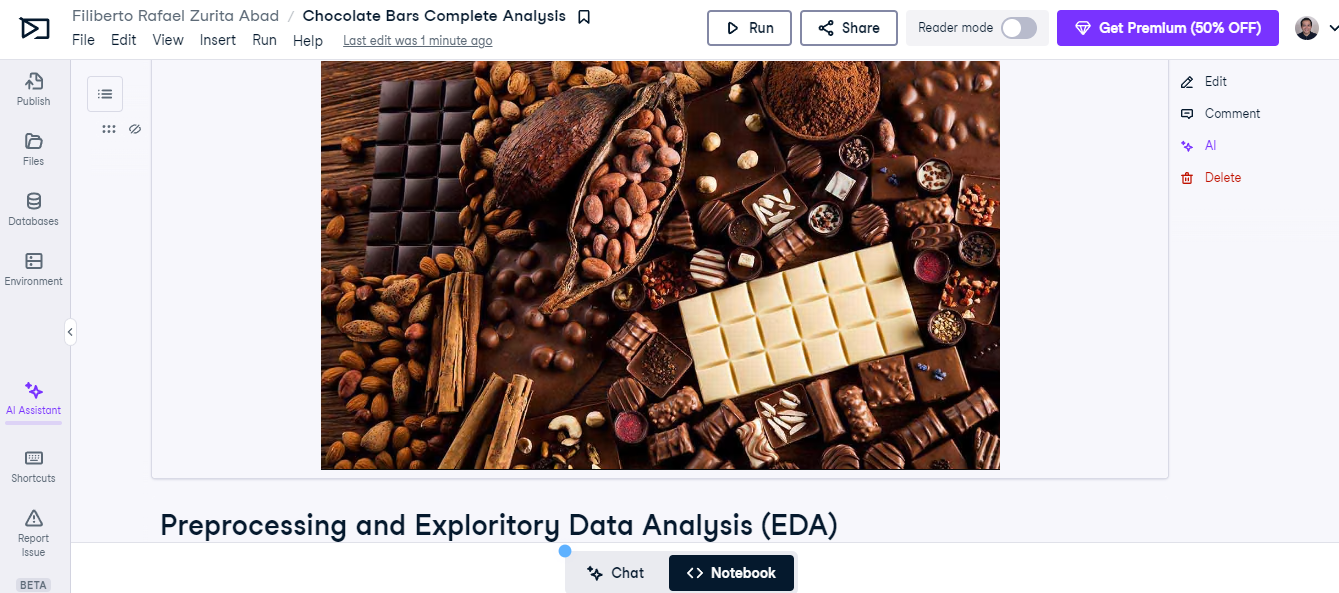 Filiberto Rafael Zurita Abad / Chocolate Bars Complete Analysis
File Edit View Insert Run Help Last edit was 1 minute ago
Run
Share
Reader mode
Get Premium (50% OFF)
Publish
Files
Databases
Environment
AI Assistant
Shortcuts
Report
Issue
BETA
Edit
Comment
AI
Delete
Preprocessing and Exploritory Data Analysis (EDA)
Chat
Notebook